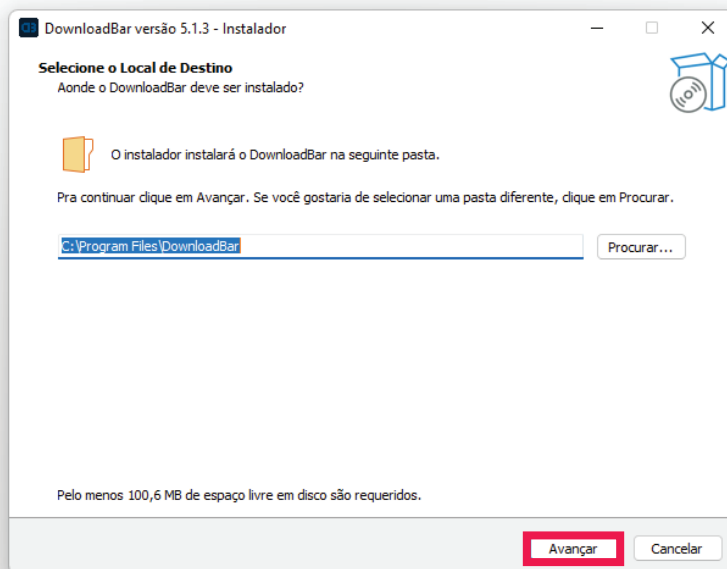 DownloadBar versão 5.1.3 - Instalador
Selecione o Local de Destino
Aonde o DownloadBar deve ser instalado?
O instalador instalará o DownloadBar na seguinte pasta.
Pra continuar clique em Avançar. Se você gostaria de selecionar uma pasta diferente, clique em Procurar.
C:\Program Files\DownloadBar
Procurar...
Pelo menos 100,6 MB de espaço livre em disco são requeridos.
Avançar
Cancelar